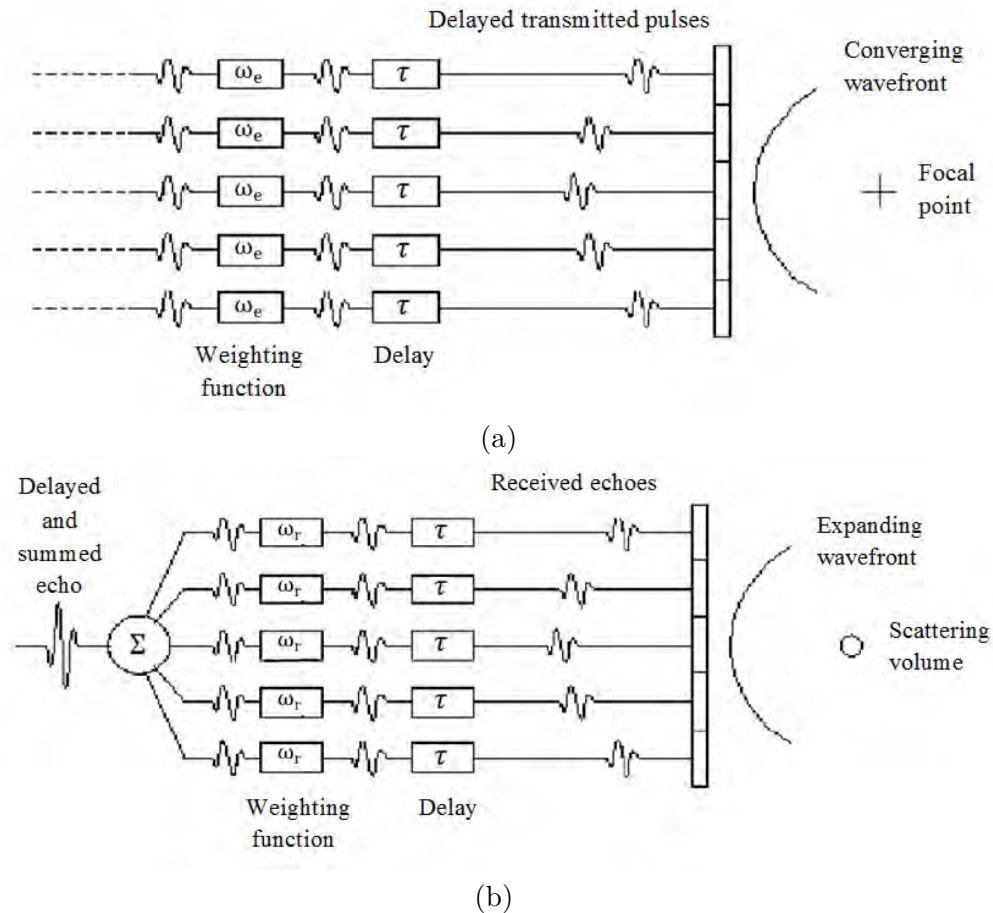 Delayed transmitted pulses
Converging
wavefront
ωe τ
ωe τ
ωe τ
ωe τ
ωe τ
Focal
point
Weighting
function
Delay
(a)
Delayed
and
summed
echo
Received echoes
Expanding
wavefront
ωr τ
ωr τ
Σ ωr τ
ωr τ
ωr τ
Scattering
volume
Weighting
function
Delay
(b)